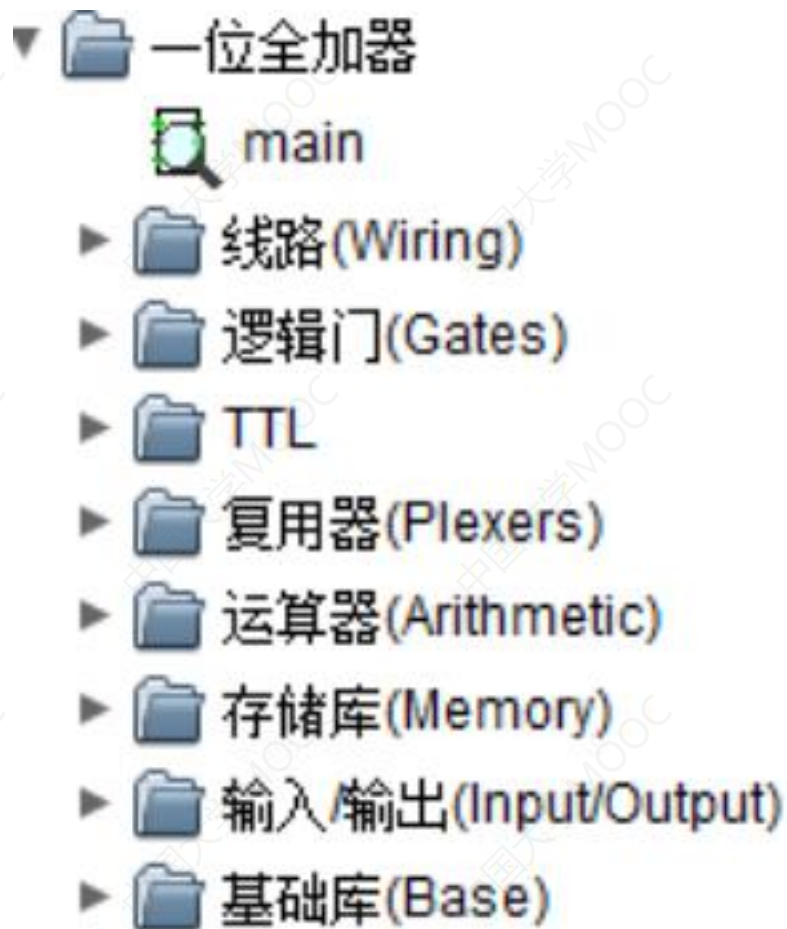 一位全加器
main
线路(Wiring)
逻辑门(Gates)
TTL
复用器(Plexers)
运算器(Arithmetic)
存储库(Memory)
输入/输出(Input/Output)
基础库(Base)